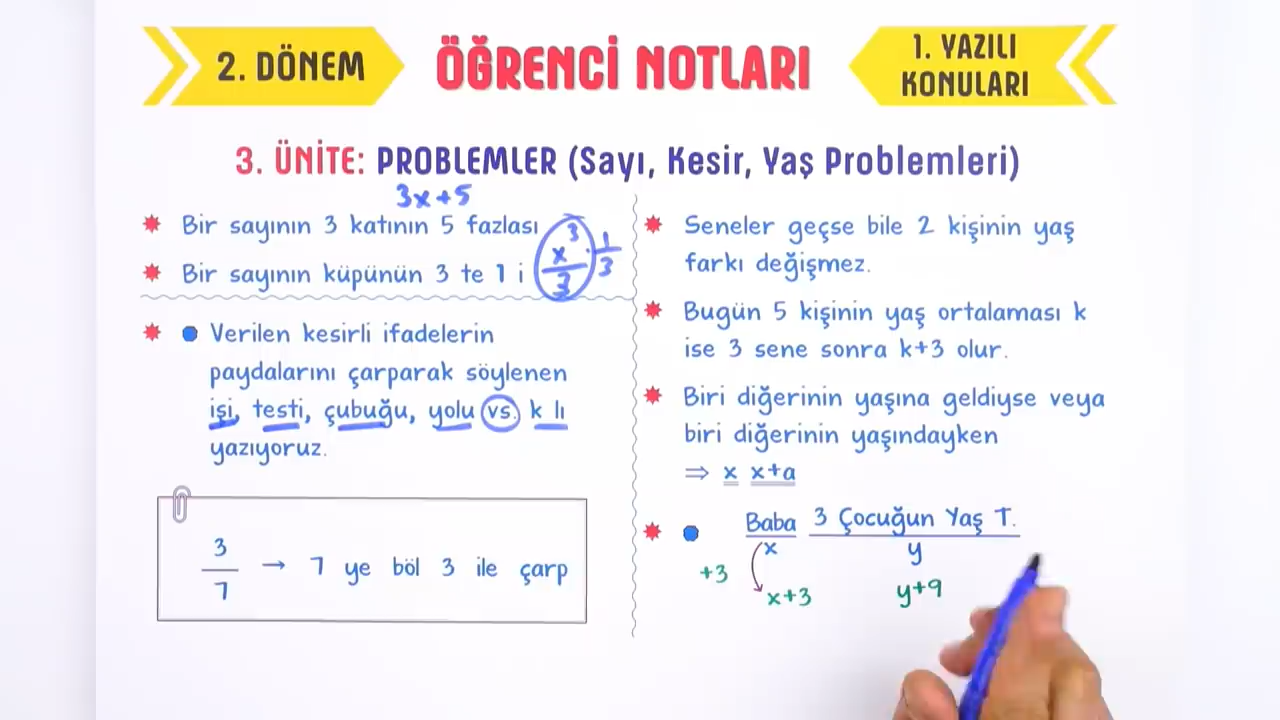 2. DÖNEM
ÖĞRENCİ NOTLARI
1. YAZILI
KONULARI
3. ÜNİTE: PROBLEMLER (Sayı, Kesir, Yaş Problemleri)
3x+5
Bir sayının 3 katının 5 fazlası
Bir sayının küpünün 3 te 1 i
x³/3 · 1/3
Verilen kesirli ifadelerin
paydalarını çarparak söylenen
işi, testi, çubuğu, yolu vs. k lı
yazıyoruz.
3/7 → 7 ye böl 3 ile çarp
Seneler geçse bile 2 kişinin yaş
farkı değişmez.
Bugün 5 kişinin yaş ortalaması k
ise 3 sene sonra k+3 olur.
Biri diğerinin yaşına geldiyse veya
biri diğerinin yaşındayken
⇒ x x+a
Baba 3 Çocuğun Yaş T.
x y
+3
x+3 y+9